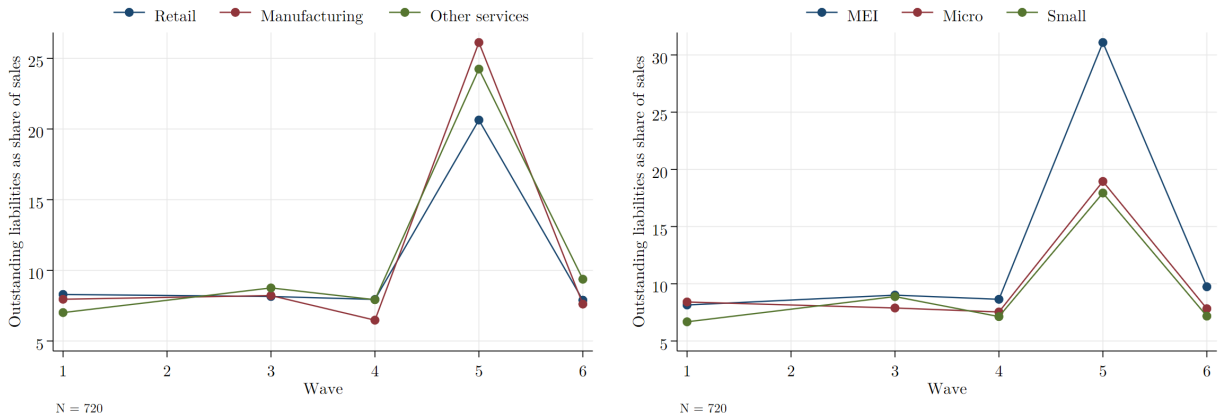 Retail Manufacturing Other services
Outstanding liabilities as share of sales
25
20
15
10
5
1 2 3 4 5 6
Wave
N = 720
MEI Micro Small
Outstanding liabilities as share of sales
30
25
20
15
10
5
1 2 3 4 5 6
Wave
N = 720